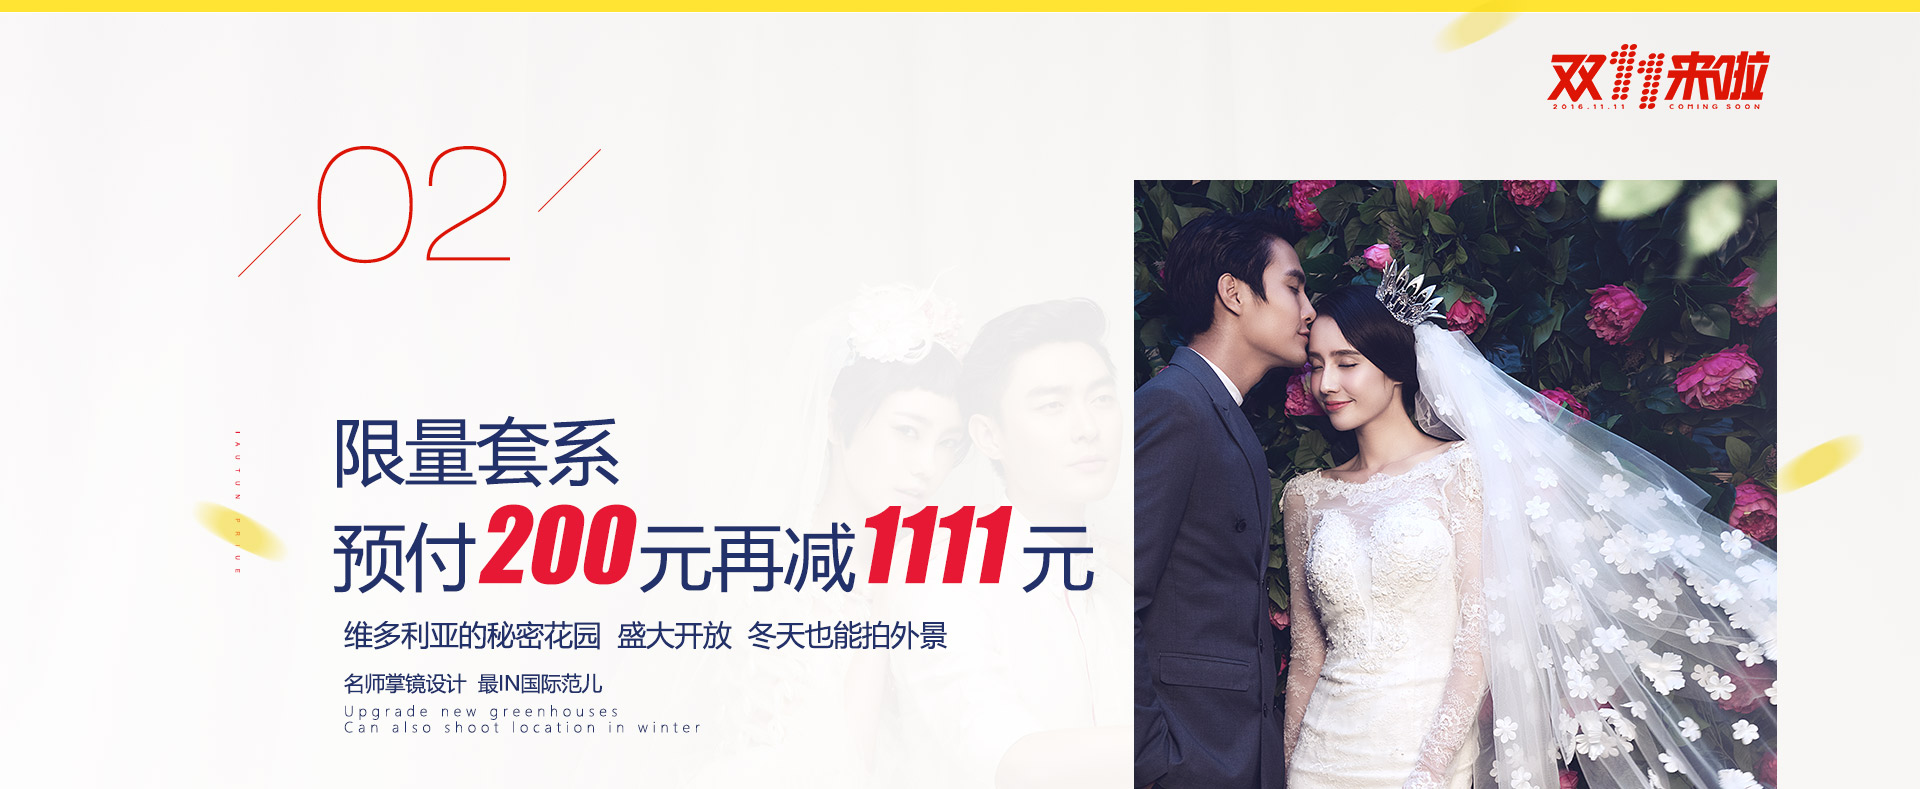 双11来啦
2016.11.11 COMING SOON
02
限量套系
预付200元再减1111元
维多利亚的秘密花园 盛大开放 冬天也能拍外景
名师掌镜设计 最IN国际范儿
Upgrade new greenhouses
Can also shoot location in winter